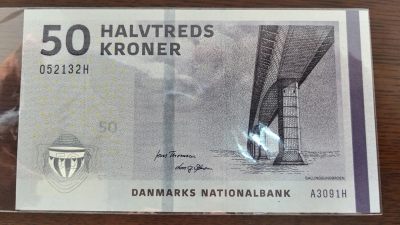 50 HALVTREDS
KRONER
052132H
50
DANMARKS NATIONALBANK A3091H
SALLINGSUNDBROEN